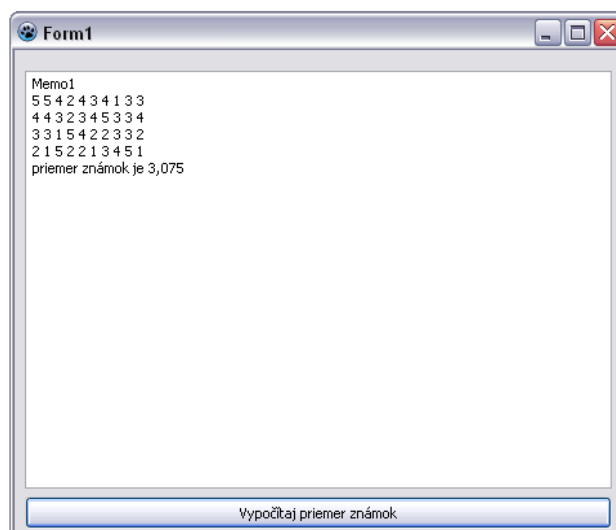 Form1
Memo1
5 5 4 2 4 3 4 1 3 3
4 4 3 2 3 4 5 3 3 4
3 3 1 5 4 2 2 3 3 2
2 1 5 2 2 1 3 4 5 1
priemer známok je 3,075
Vypočítaj priemer známok